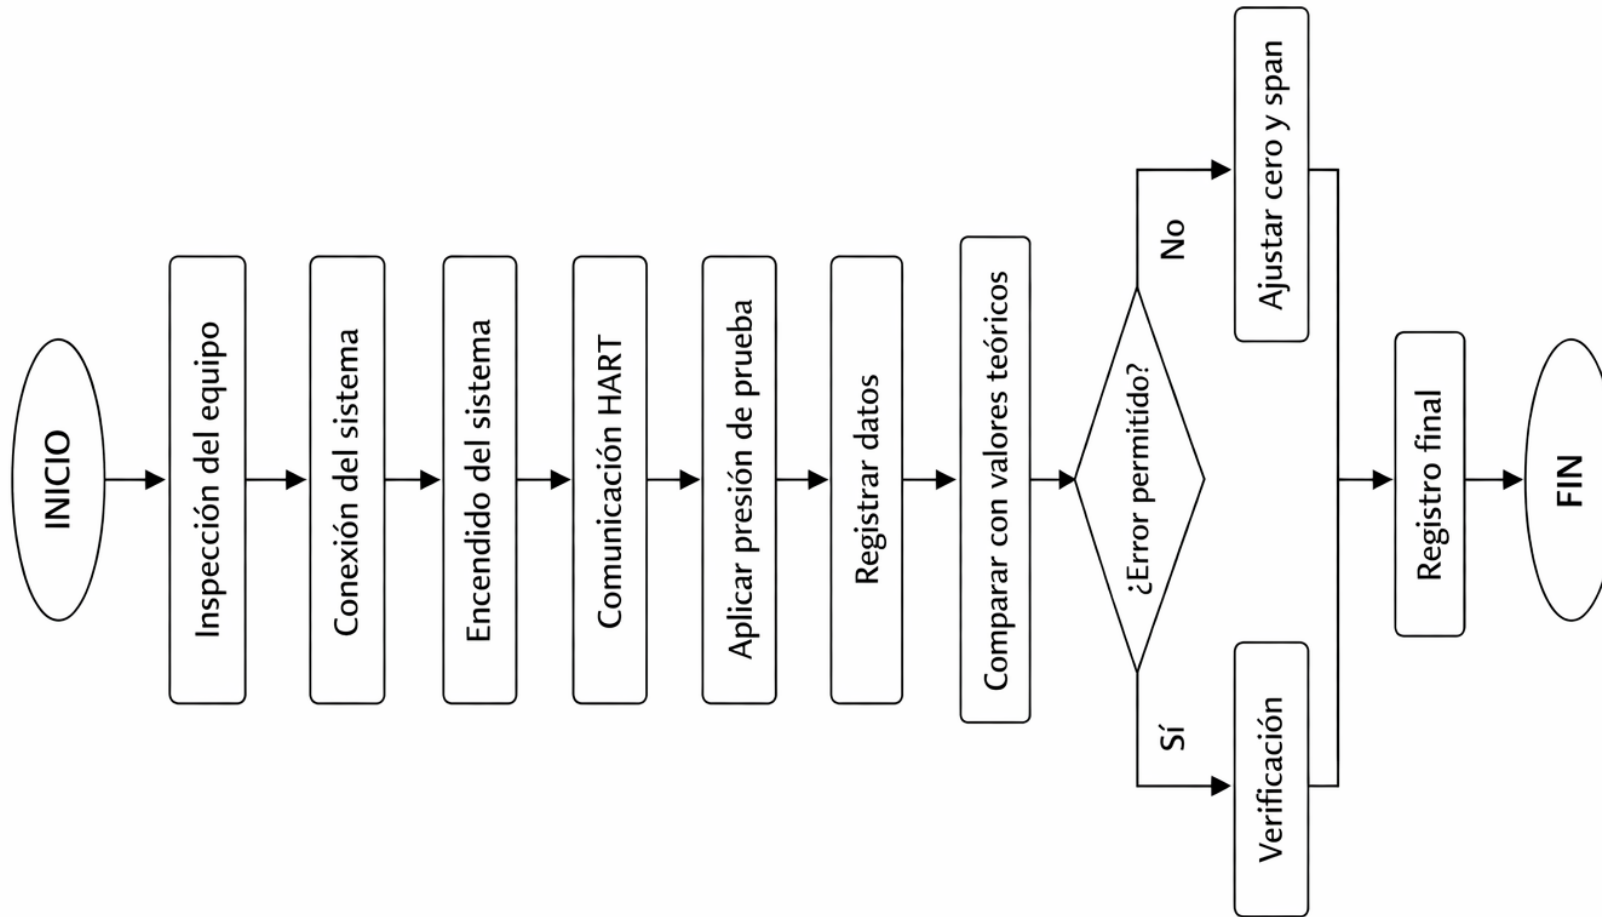 INICIO
Inspección del equipo
Conexión del sistema
Encendido del sistema
Comunicación HART
Aplicar presión de prueba
Registrar datos
Comparar con valores teóricos
¿Error permitído?
Sí
No
Verificación
Ajustar cero y span
Registro final
FIN